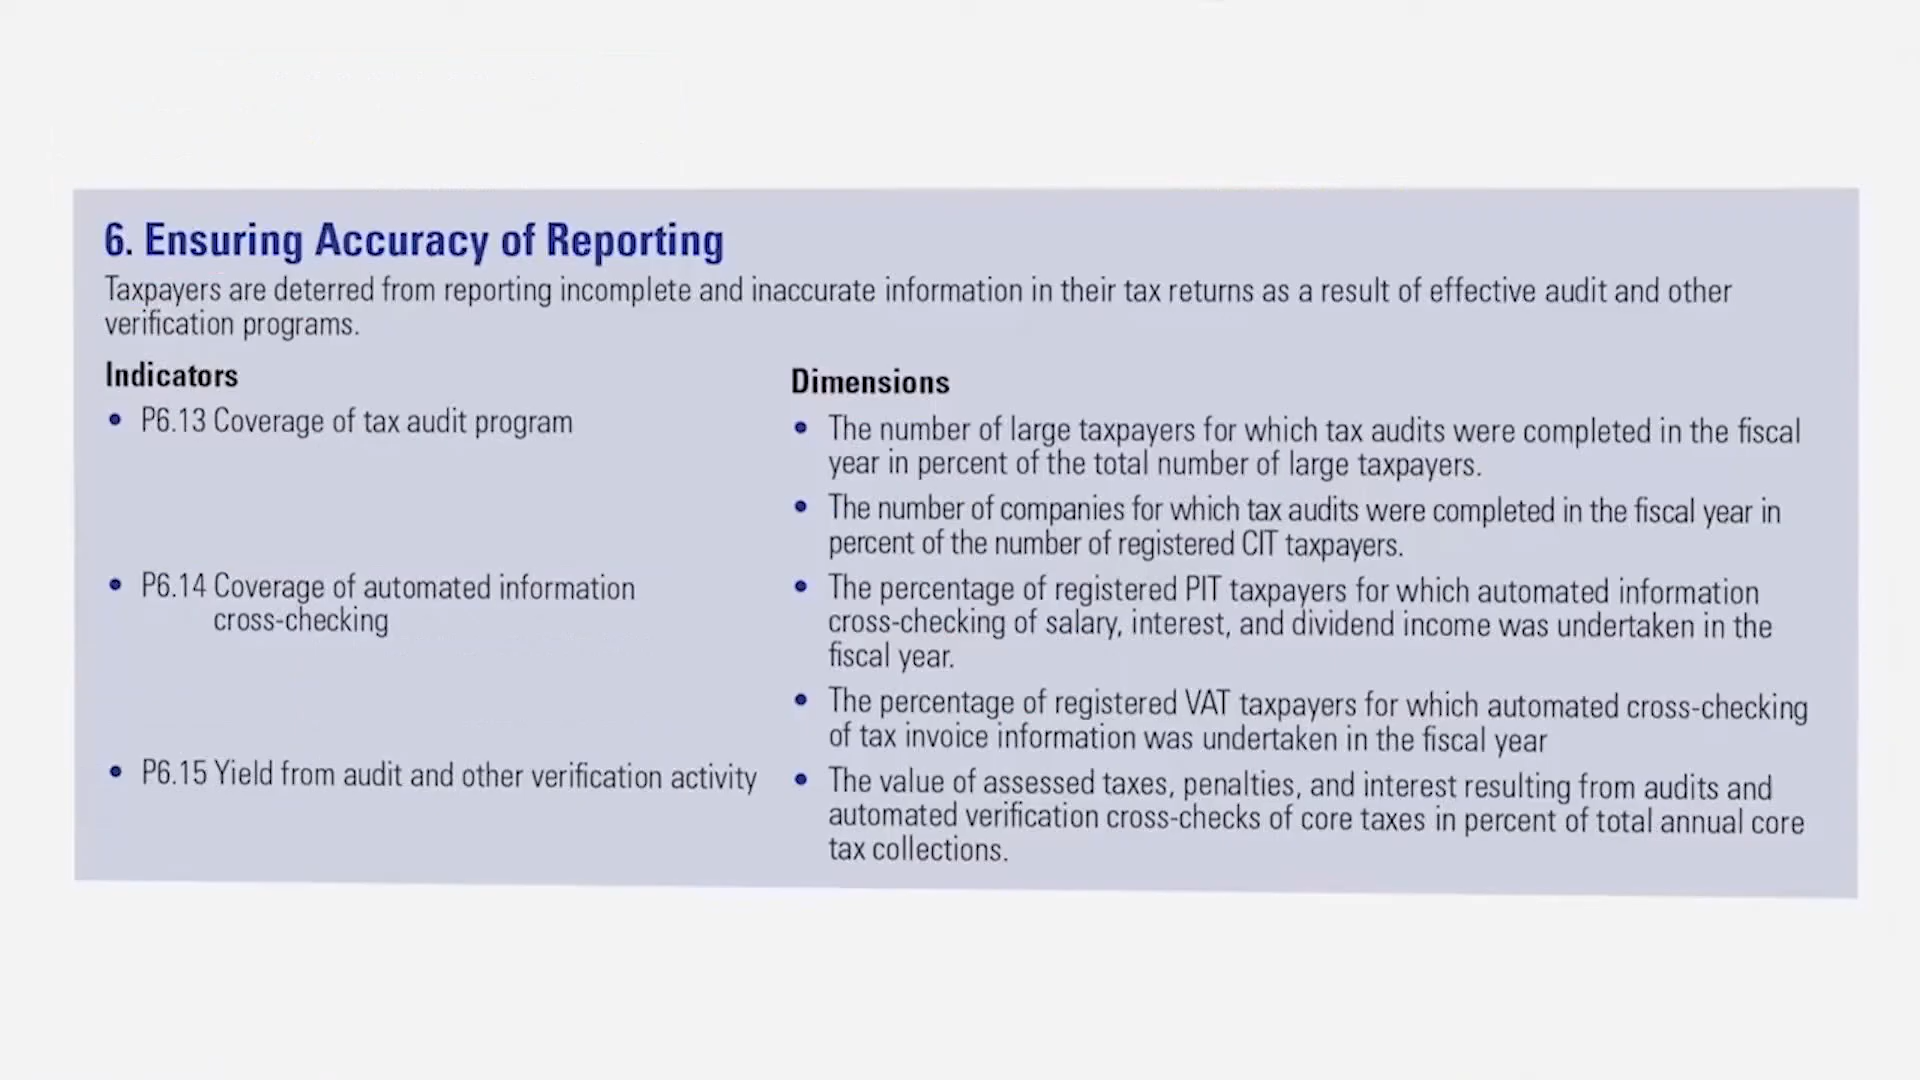 6. Ensuring Accuracy of Reporting
Taxpayers are deterred from reporting incomplete and inaccurate information in their tax returns as a result of effective audit and other
verification programs.
Indicators
• P6.13 Coverage of tax audit program
• P6.14 Coverage of automated information
cross-checking
• P6.15 Yield from audit and other verification activity
Dimensions
• The number of large taxpayers for which tax audits were completed in the fiscal
year in percent of the total number of large taxpayers.
• The number of companies for which tax audits were completed in the fiscal year in
percent of the number of registered CIT taxpayers.
• The percentage of registered PIT taxpayers for which automated information
cross-checking of salary, interest, and dividend income was undertaken in the
fiscal year.
• The percentage of registered VAT taxpayers for which automated cross-checking
of tax invoice information was undertaken in the fiscal year
• The value of assessed taxes, penalties, and interest resulting from audits and
automated verification cross-checks of core taxes in percent of total annual core
tax collections.